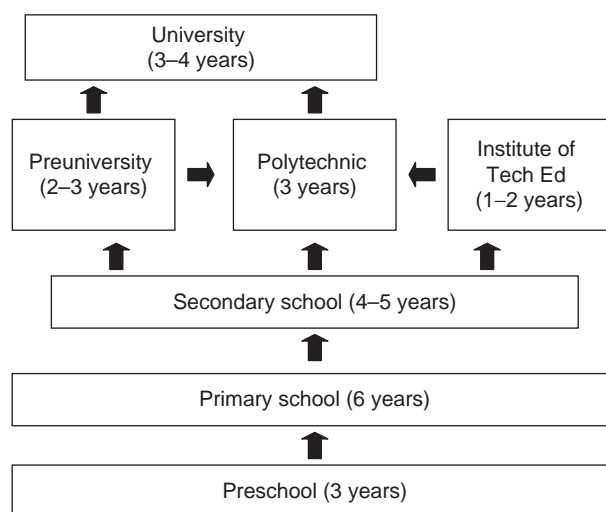 University
(3–4 years)
Preuniversity
(2–3 years)
Polytechnic
(3 years)
Institute of
Tech Ed
(1–2 years)
Secondary school (4–5 years)
Primary school (6 years)
Preschool (3 years)